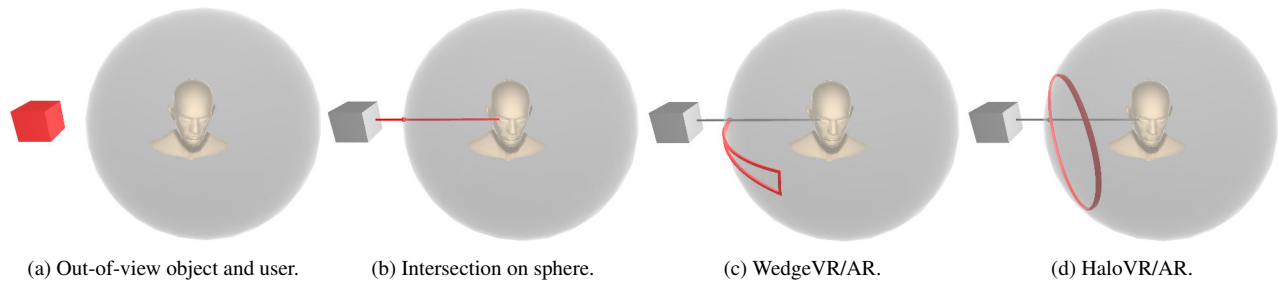 (a) Out-of-view object and user.
(b) Intersection on sphere.
(c) WedgeVR/AR.
(d) HaloVR/AR.